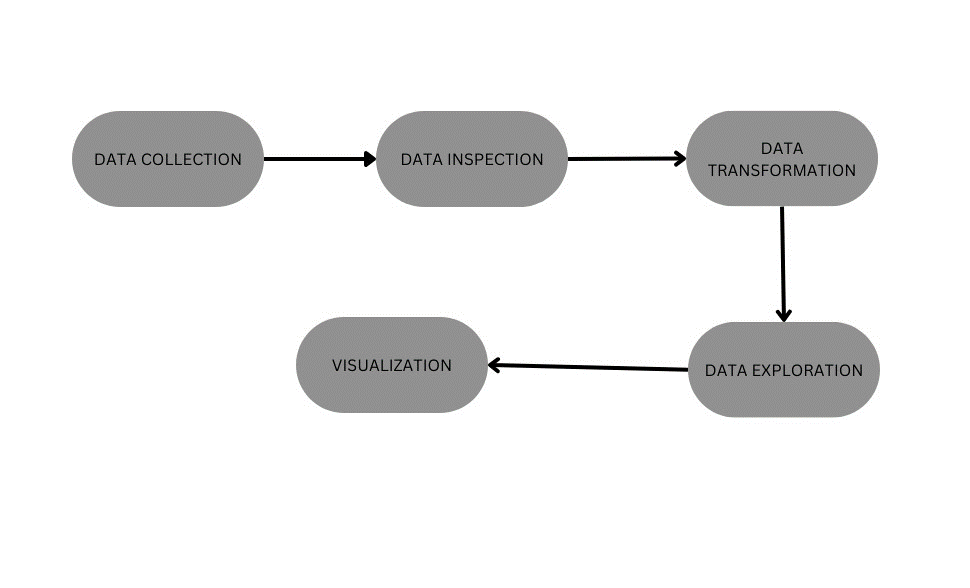 DATA COLLECTION
DATA INSPECTION
DATA
TRANSFORMATION
DATA EXPLORATION
VISUALIZATION